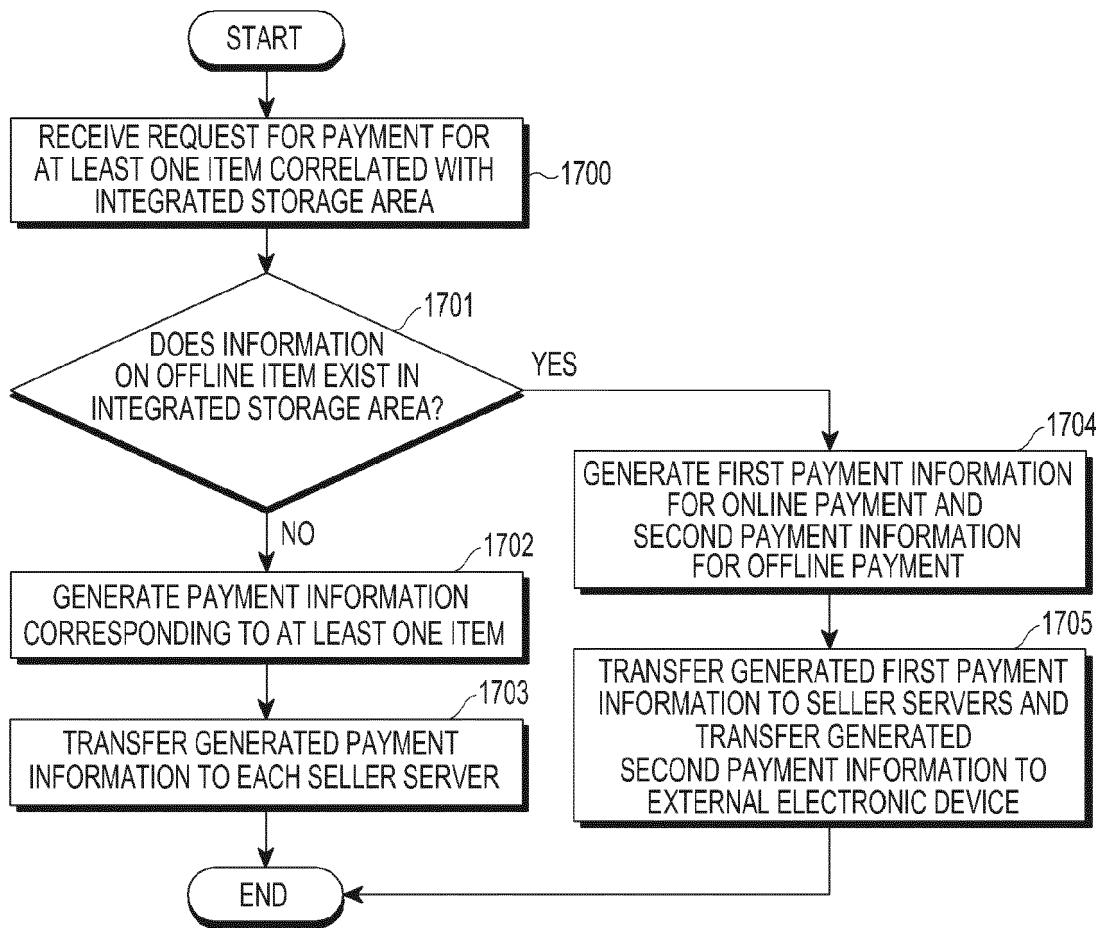 START
RECEIVE REQUEST FOR PAYMENT FOR
AT LEAST ONE ITEM CORRELATED WITH
INTEGRATED STORAGE AREA
1700
1701
DOES INFORMATION
ON OFFLINE ITEM EXIST IN
INTEGRATED STORAGE AREA?
YES
NO
1702
GENERATE PAYMENT INFORMATION
CORRESPONDING TO AT LEAST ONE ITEM
1703
TRANSFER GENERATED PAYMENT
INFORMATION TO EACH SELLER SERVER
1704
GENERATE FIRST PAYMENT INFORMATION
FOR ONLINE PAYMENT AND
SECOND PAYMENT INFORMATION
FOR OFFLINE PAYMENT
1705
TRANSFER GENERATED FIRST PAYMENT
INFORMATION TO SELLER SERVERS AND
TRANSFER GENERATED
SECOND PAYMENT INFORMATION TO
EXTERNAL ELECTRONIC DEVICE
END